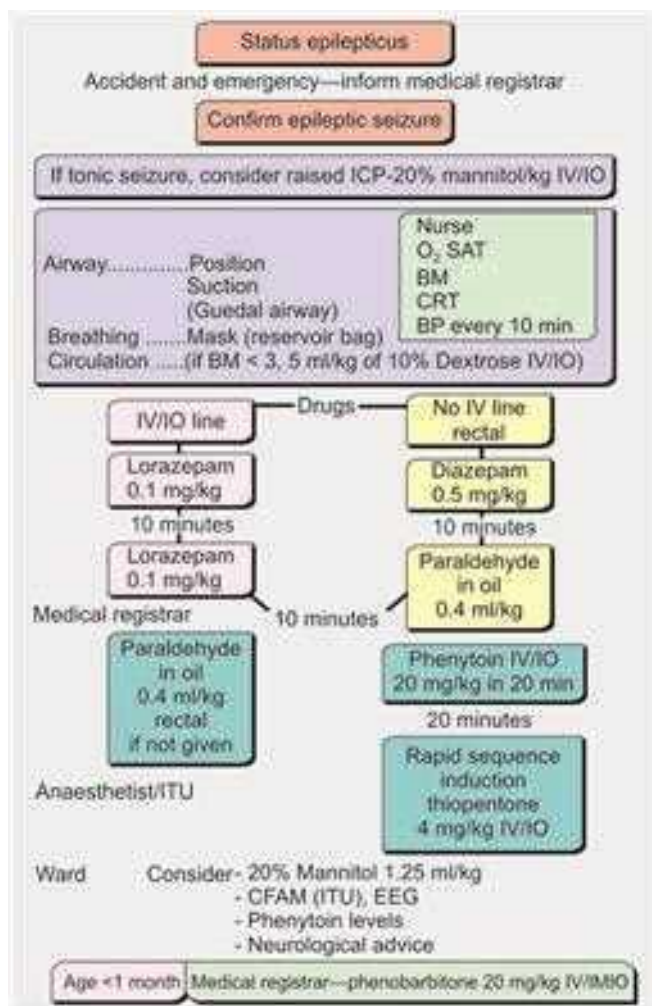 Status epilepticus
Accident and emergency—inform medical registrar
Confirm epileptic seizure
If tonic seizure, consider raised ICP-20% mannitol/kg IV/IO
Nurse
O₂ SAT
BM
CRT
BP every 10 min
Airway..............Position
Suction
(Guedal airway)
Breathing .......Mask (reservoir bag)
Circulation .....(if BM < 3, 5 ml/kg of 10% Dextrose IV/IO)
Drugs
IV/IO line
Lorazepam
0.1 mg/kg
10 minutes
Lorazepam
0.1 mg/kg
No IV line
rectal
Diazepam
0.5 mg/kg
10 minutes
Paraldehyde
in oil
0.4 ml/kg
10 minutes
Medical registrar
Paraldehyde
in oil
0.4 ml/kg
rectal
if not given
Phenytoin IV/IO
20 mg/kg in 20 min
20 minutes
Rapid sequence
induction
thiopentone
4 mg/kg IV/IO
Anaesthetist/ITU
Ward Consider - 20% Mannitol 1.25 ml/kg
- CFAM (ITU), EEG
- Phenytoin levels
- Neurological advice
Age <1 month Medical registrar—phenobarbitone 20 mg/kg IV/IMIO